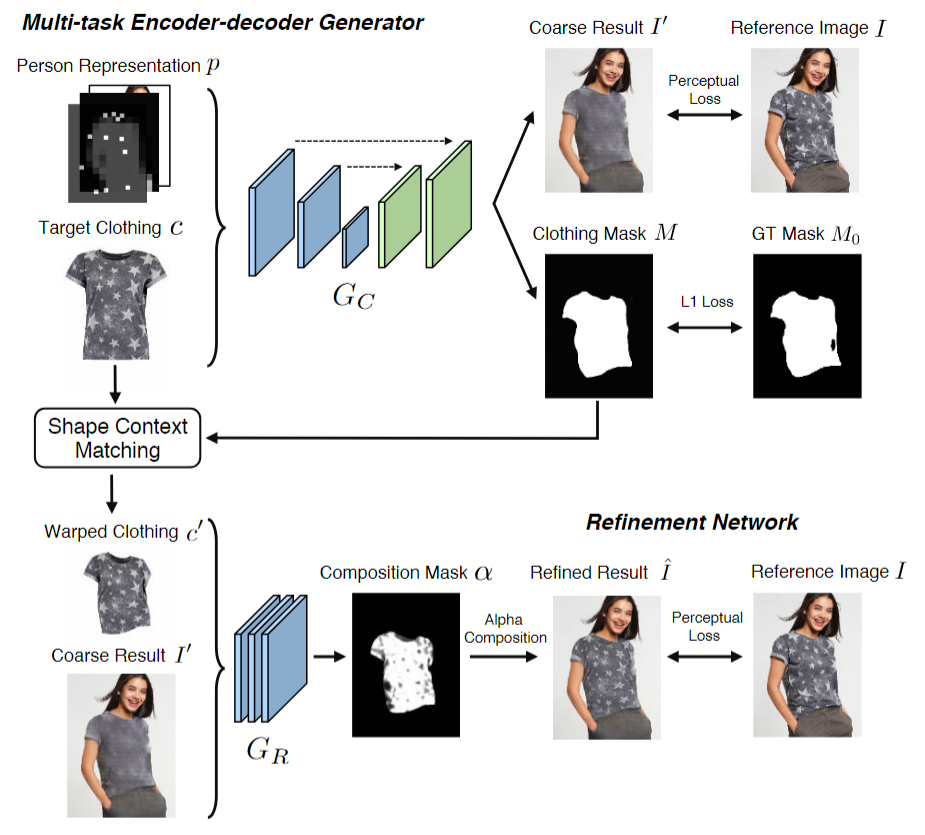 Multi-task Encoder-decoder Generator
Person Representation p
Target Clothing c
G_C
Coarse Result I′
Reference Image I
Perceptual
Loss
Clothing Mask M
GT Mask M_0
L1 Loss
Shape Context
Matching
Warped Clothing c′
Coarse Result I′
G_R
Refinement Network
Composition Mask α
Alpha
Composition
Refined Result Î
Perceptual
Loss
Reference Image I